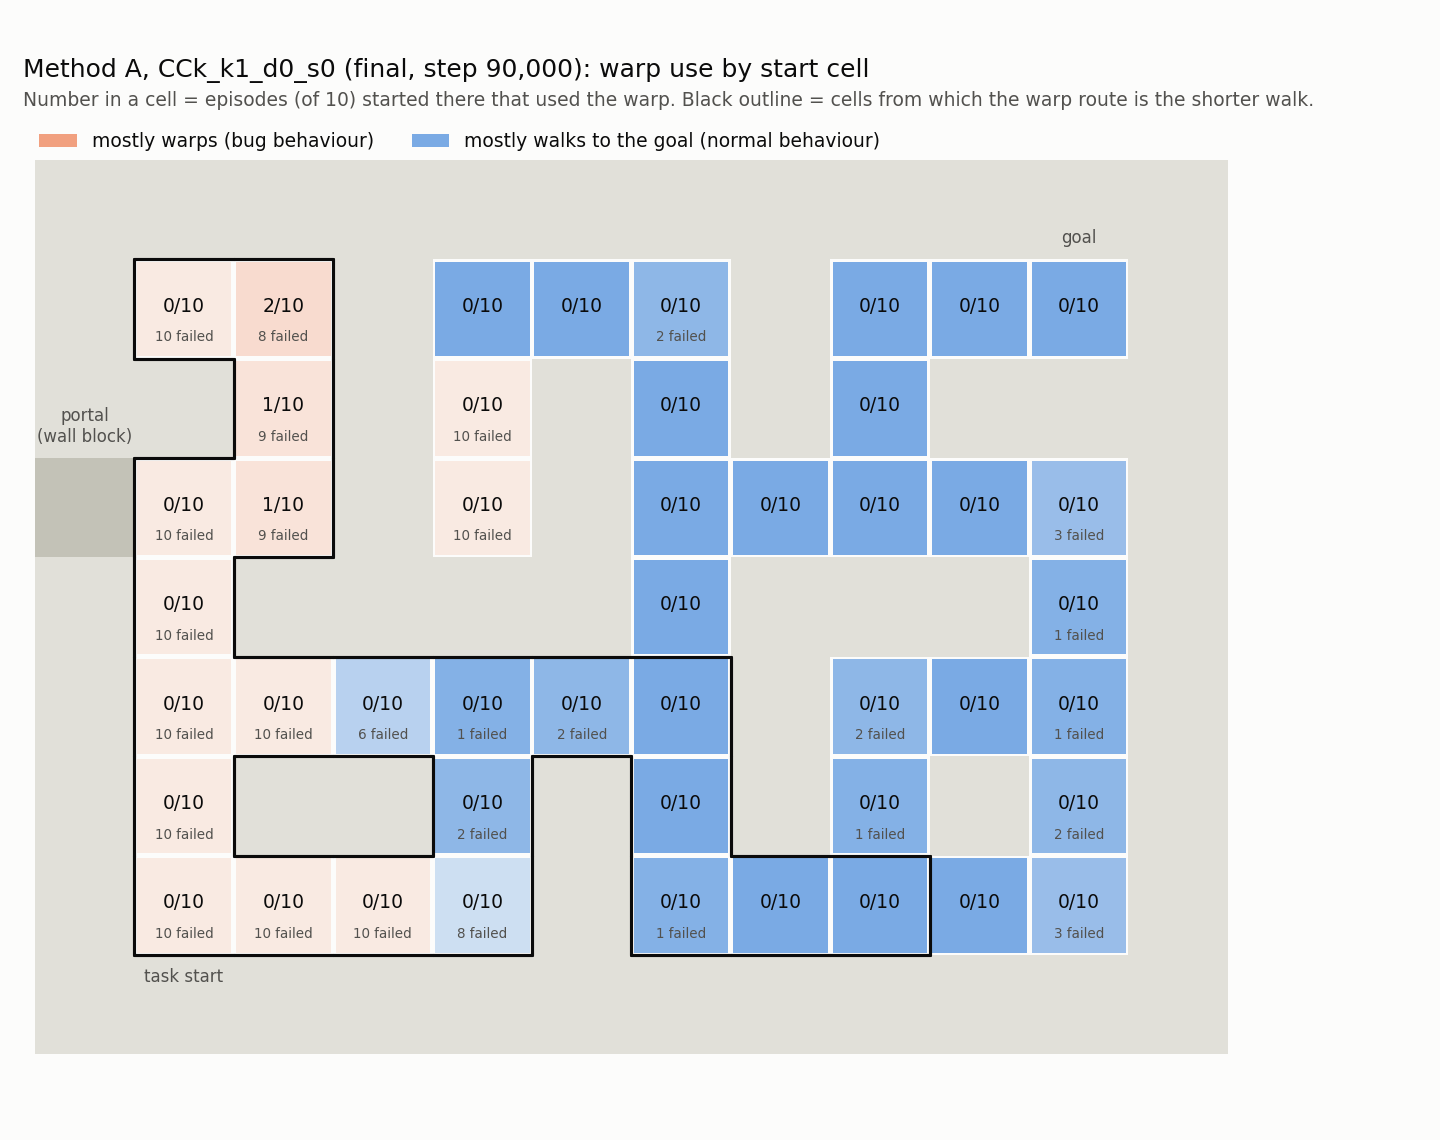 Method A, CCk_k1_d0_s0 (final, step 90,000): warp use by start cell
Number in a cell = episodes (of 10) started there that used the warp. Black outline = cells from which the warp route is the shorter walk.
mostly warps (bug behaviour) mostly walks to the goal (normal behaviour)
goal
0/10 2/10 0/10 0/10 0/10 0/10 0/10 0/10
10 failed 8 failed 2 failed
1/10 0/10 0/10 0/10
portal
(wall block)
9 failed 10 failed
0/10 1/10 0/10 0/10 0/10 0/10 0/10 0/10
10 failed 9 failed 10 failed 3 failed
0/10 0/10 0/10
10 failed 1 failed
0/10 0/10 0/10 0/10 0/10 0/10 0/10 0/10 0/10
10 failed 10 failed 6 failed 1 failed 2 failed 2 failed 1 failed
0/10 0/10 0/10 0/10 0/10
10 failed 2 failed 1 failed 2 failed
0/10 0/10 0/10 0/10 0/10 0/10 0/10 0/10 0/10
10 failed 10 failed 10 failed 8 failed 1 failed 3 failed
task start